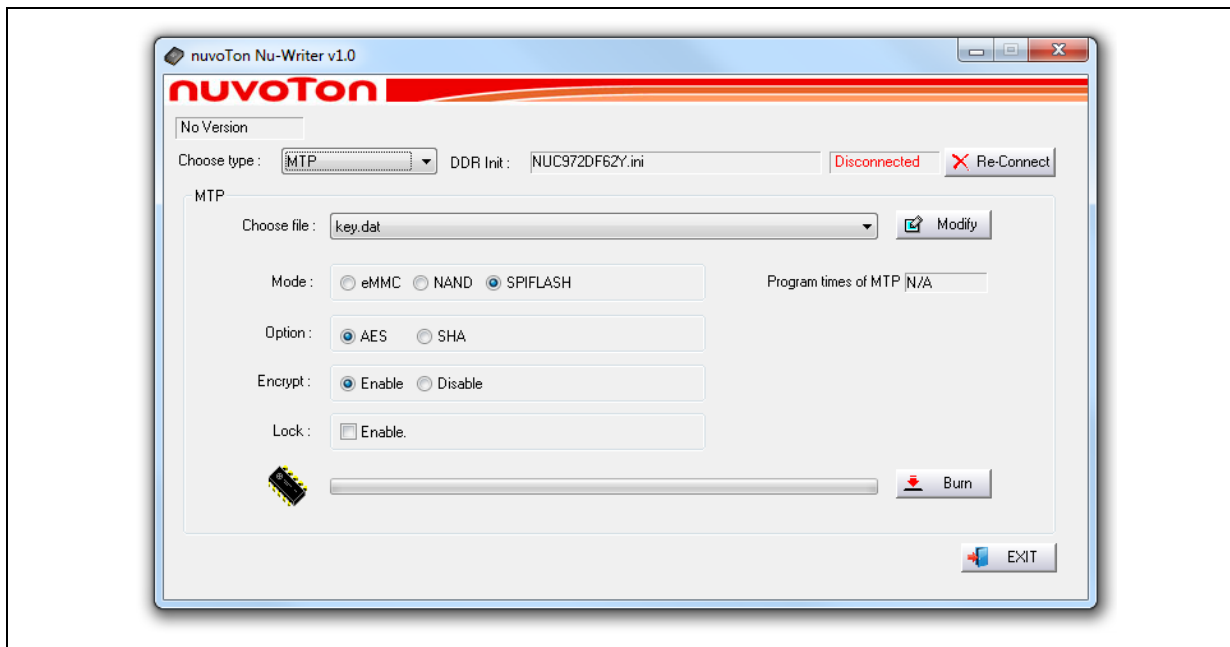 nuvoTon Nu-Writer v1.0
nuvoTon
No Version
Choose type : MTP DDR Init : NUC972DF62Y.ini Disconnected Re-Connect
MTP
Choose file : key.dat Modify
Mode : eMMC NAND SPIFLASH Program times of MTP N/A
Option : AES SHA
Encrypt : Enable Disable
Lock : Enable.
Burn
EXIT